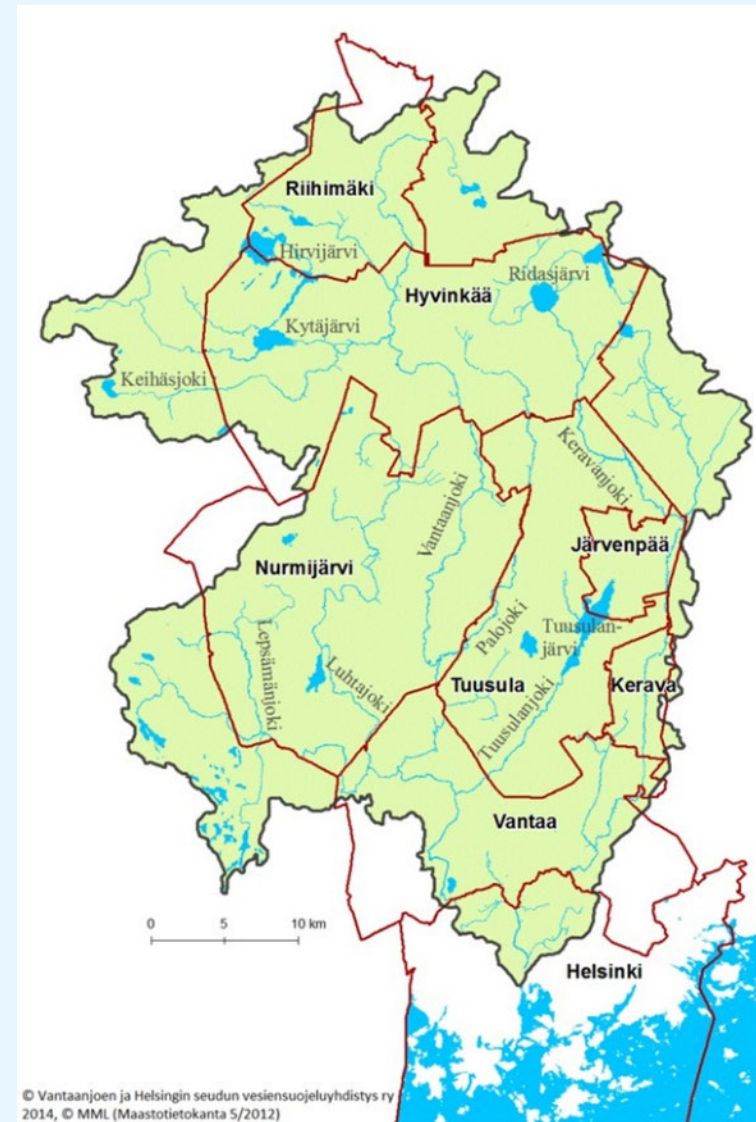 Riihimäki
Hirvijärvi
Ridasjärvi
Hyvinkää
Kytäjärvi
Keihäsjoki
Keravanjoki
Vantaanjoki
Järvenpää
Nurmijärvi
Palojoki
Tuusulan-
järvi
Lepsämänjoki
Luhtajoki
Tuusula
Kerava
Tuusulanjoki
Vantaa
0 5 10 km
Helsinki
© Vantaanjoen ja Helsingin seudun vesiensuojeluyhdistys ry
2014, © MML (Maastotietokanta 5/2012)